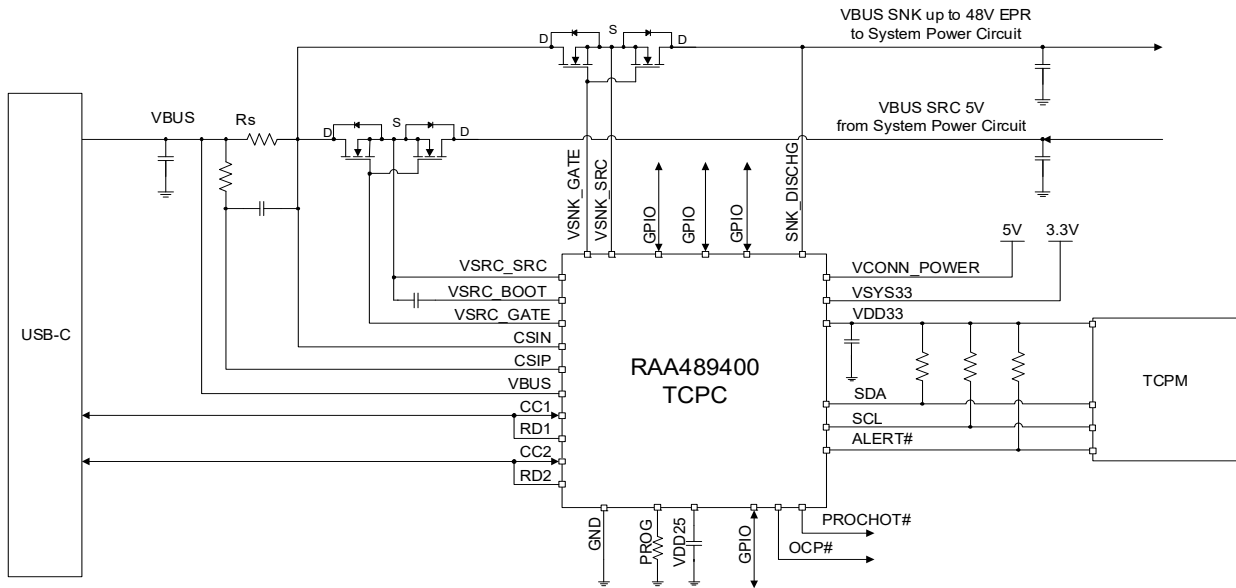 VBUS SNK up to 48V EPR
to System Power Circuit
D
S
D
VBUS SRC 5V
from System Power Circuit
VBUS
Rs
D
S
D
VSNK_GATE
VSNK_SRC
GPIO
GPIO
GPIO
SNK_DISCHG
5V
3.3V
VSRC_SRC
VSRC_BOOT
VSRC_GATE
CSIN
CSIP
VBUS
CC1
RD1
CC2
RD2
USB-C
RAA489400
TCPC
VCONN_POWER
VSYS33
VDD33
SDA
SCL
ALERT#
TCPM
GND
PROG
VDD25
GPIO
OCP#
PROCHOT#